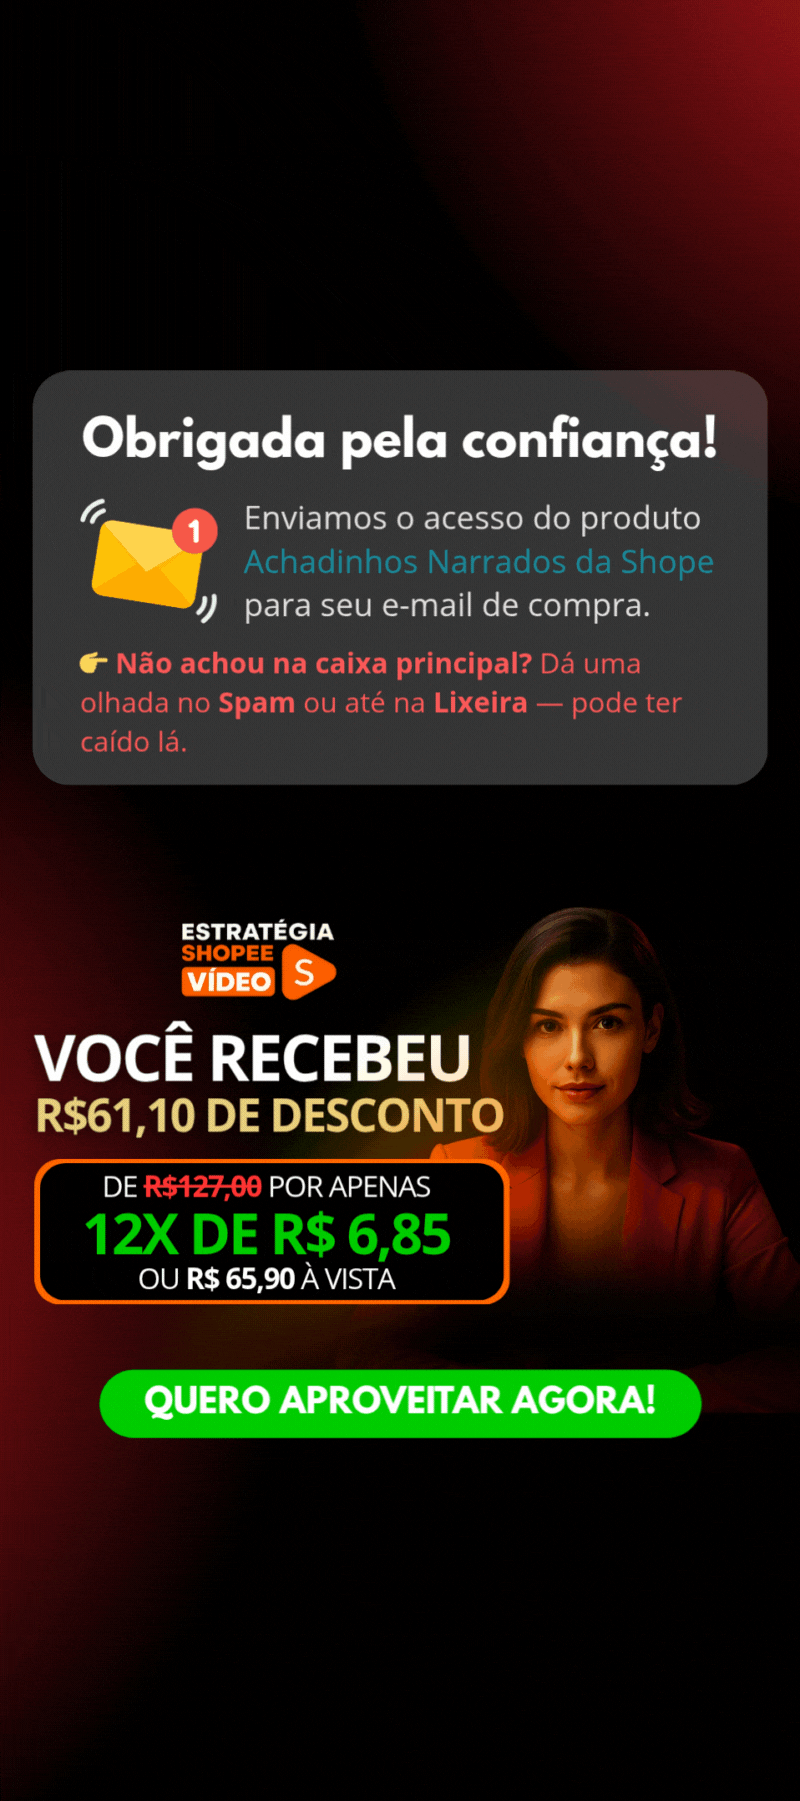 Obrigada pela confiança!
1
Enviamos o acesso do produto
Achadinhos Narrados da Shope
para seu e-mail de compra.
👉 Não achou na caixa principal? Dá uma
olhada no Spam ou até na Lixeira — pode ter
caído lá.
ESTRATÉGIA
SHOPEE
VÍDEO S
VOCÊ RECEBEU
R$61,10 DE DESCONTO
DE R$127,00 POR APENAS
12X DE R$ 6,85
OU R$ 65,90 À VISTA
QUERO APROVEITAR AGORA!